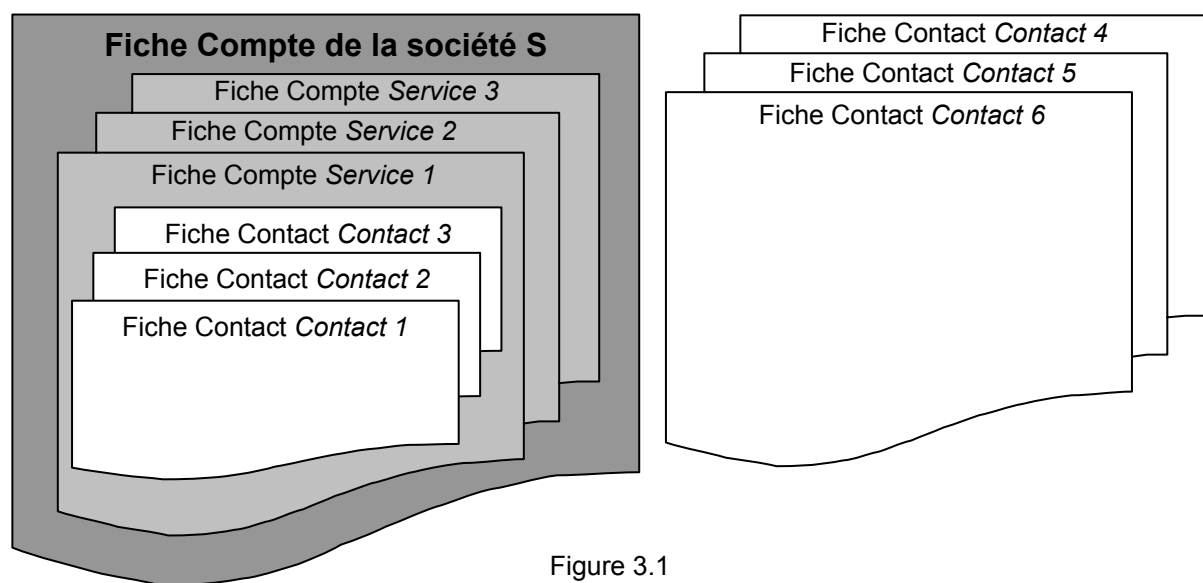 Fiche Compte de la société S
Fiche Compte Service 3
Fiche Compte Service 2
Fiche Compte Service 1
Fiche Contact Contact 3
Fiche Contact Contact 2
Fiche Contact Contact 1
Fiche Contact Contact 4
Fiche Contact Contact 5
Fiche Contact Contact 6
Figure 3.1